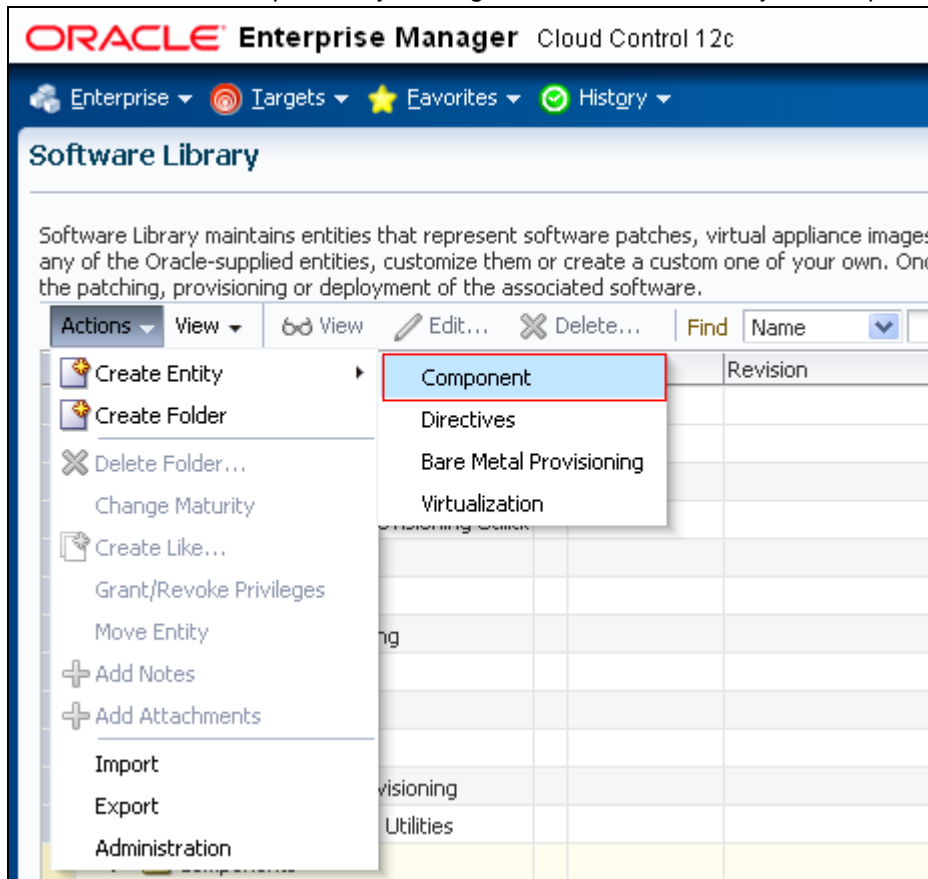 ORACLE Enterprise Manager Cloud Control 12c
Enterprise Targets Favorites History
Software Library
Software Library maintains entities that represent software patches, virtual appliance images
any of the Oracle-supplied entities, customize them or create a custom one of your own. Onc
the patching, provisioning or deployment of the associated software.
Actions View View Edit... Delete... Find Name
Create Entity Component Revision
Create Folder Directives
Delete Folder... Bare Metal Provisioning
Change Maturity Virtualization
Create Like...
Grant/Revoke Privileges
Move Entity ng
Add Notes
Add Attachments
Import
visioning
Export
Utilities
Administration